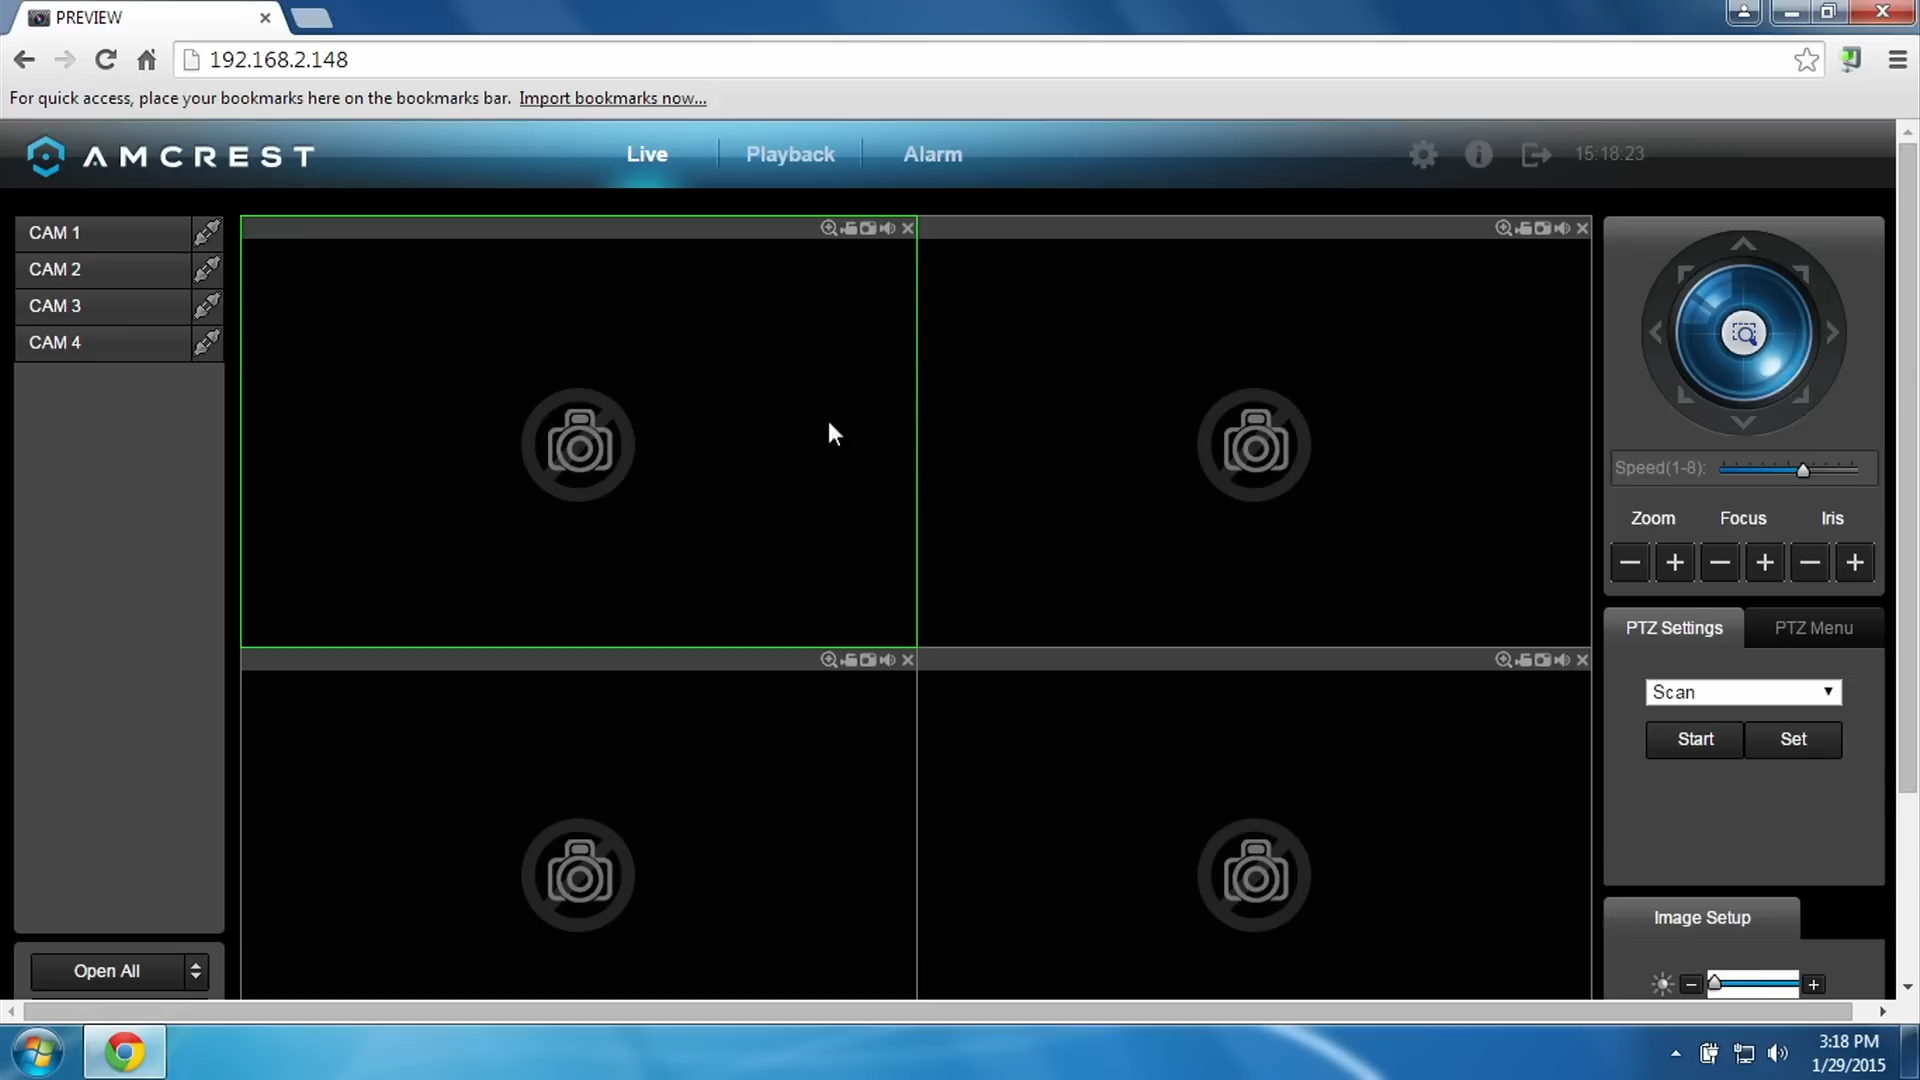 PREVIEW
192.168.2.148
For quick access, place your bookmarks here on the bookmarks bar. Import bookmarks now...
AMCREST
Live
Playback
Alarm
15:18:23
CAM 1
CAM 2
CAM 3
CAM 4
Speed(1-8):
Zoom
Focus
Iris
PTZ Settings
PTZ Menu
Scan
Start
Set
Image Setup
Open All
3:18 PM
1/29/2015